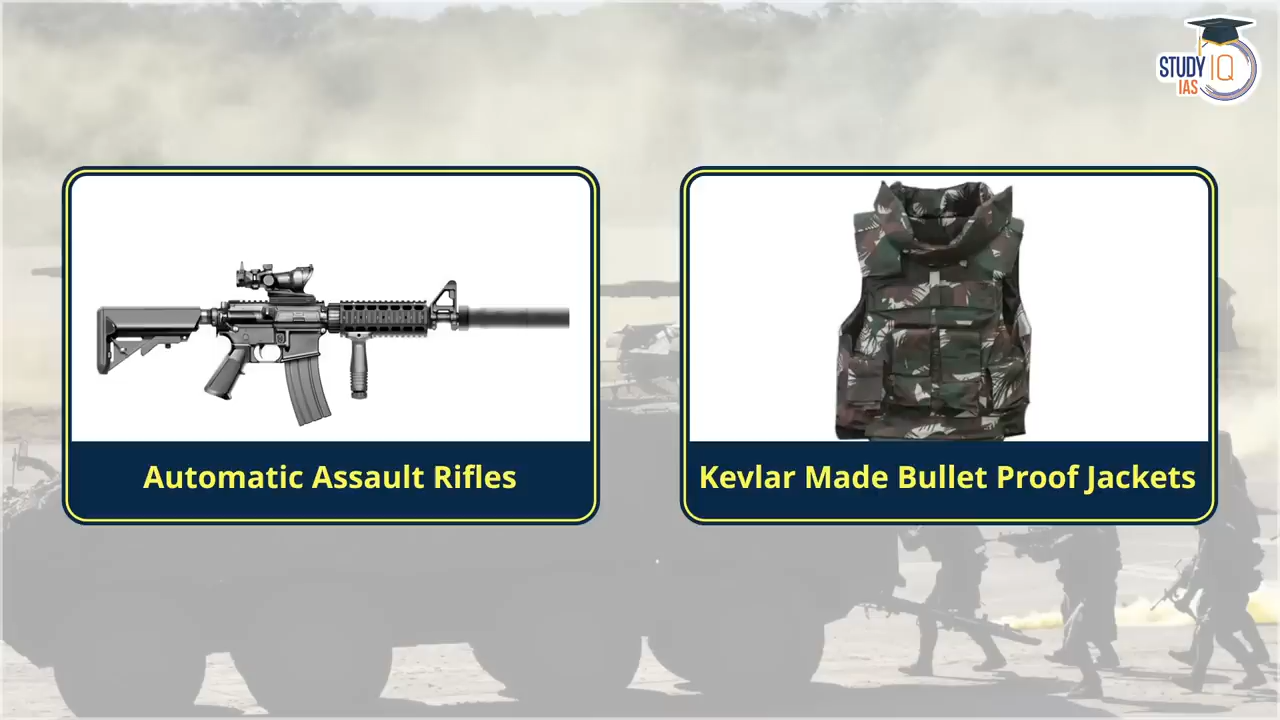 STUDY IQ
IAS
Automatic Assault Rifles
Kevlar Made Bullet Proof Jackets